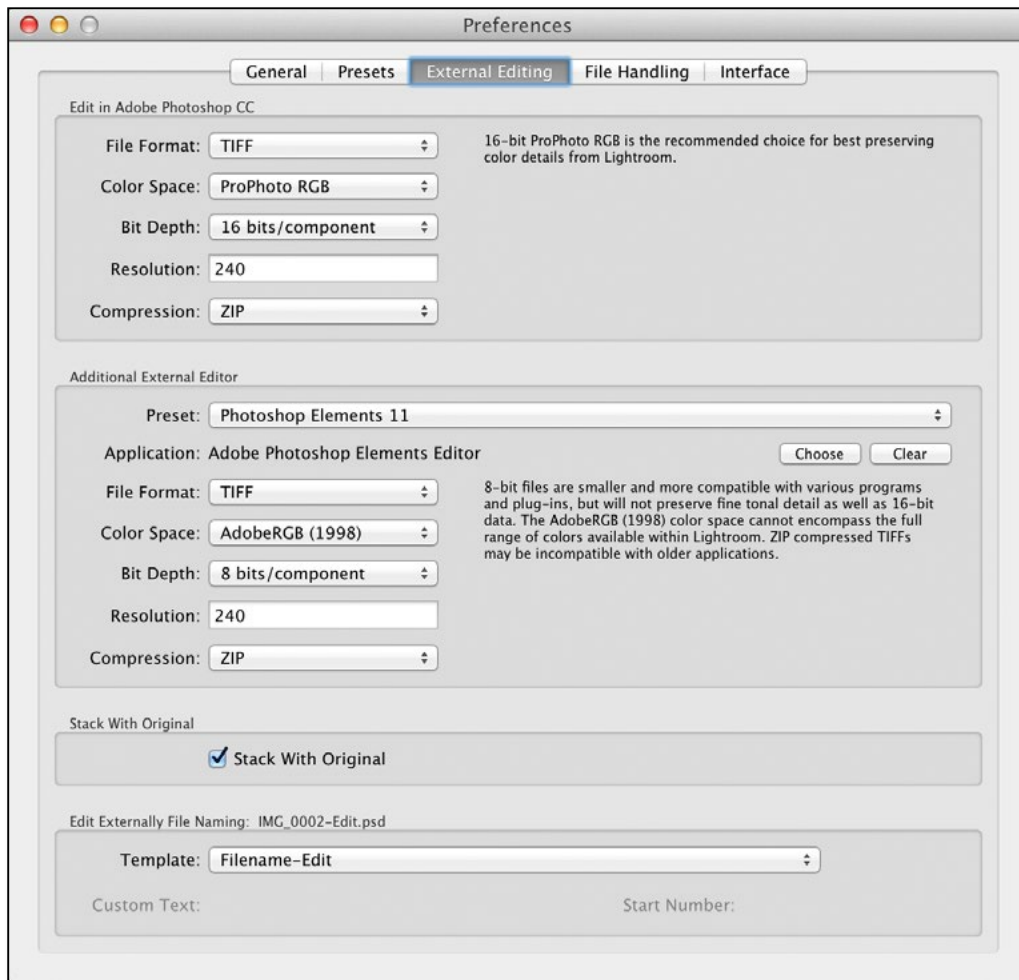 Preferences
General Presets External Editing File Handling Interface
Edit in Adobe Photoshop CC
File Format: TIFF
16-bit ProPhoto RGB is the recommended choice for best preserving
color details from Lightroom.
Color Space: ProPhoto RGB
Bit Depth: 16 bits/component
Resolution: 240
Compression: ZIP
Additional External Editor
Preset: Photoshop Elements 11
Application: Adobe Photoshop Elements Editor
Choose Clear
File Format: TIFF
8-bit files are smaller and more compatible with various programs
and plug-ins, but will not preserve fine tonal detail as well as 16-bit
data. The AdobeRGB (1998) color space cannot encompass the full
range of colors available within Lightroom. ZIP compressed TIFFs
may be incompatible with older applications.
Color Space: AdobeRGB (1998)
Bit Depth: 8 bits/component
Resolution: 240
Compression: ZIP
Stack With Original
Stack With Original
Edit Externally File Naming: IMG_0002-Edit.psd
Template: Filename-Edit
Custom Text: Start Number: